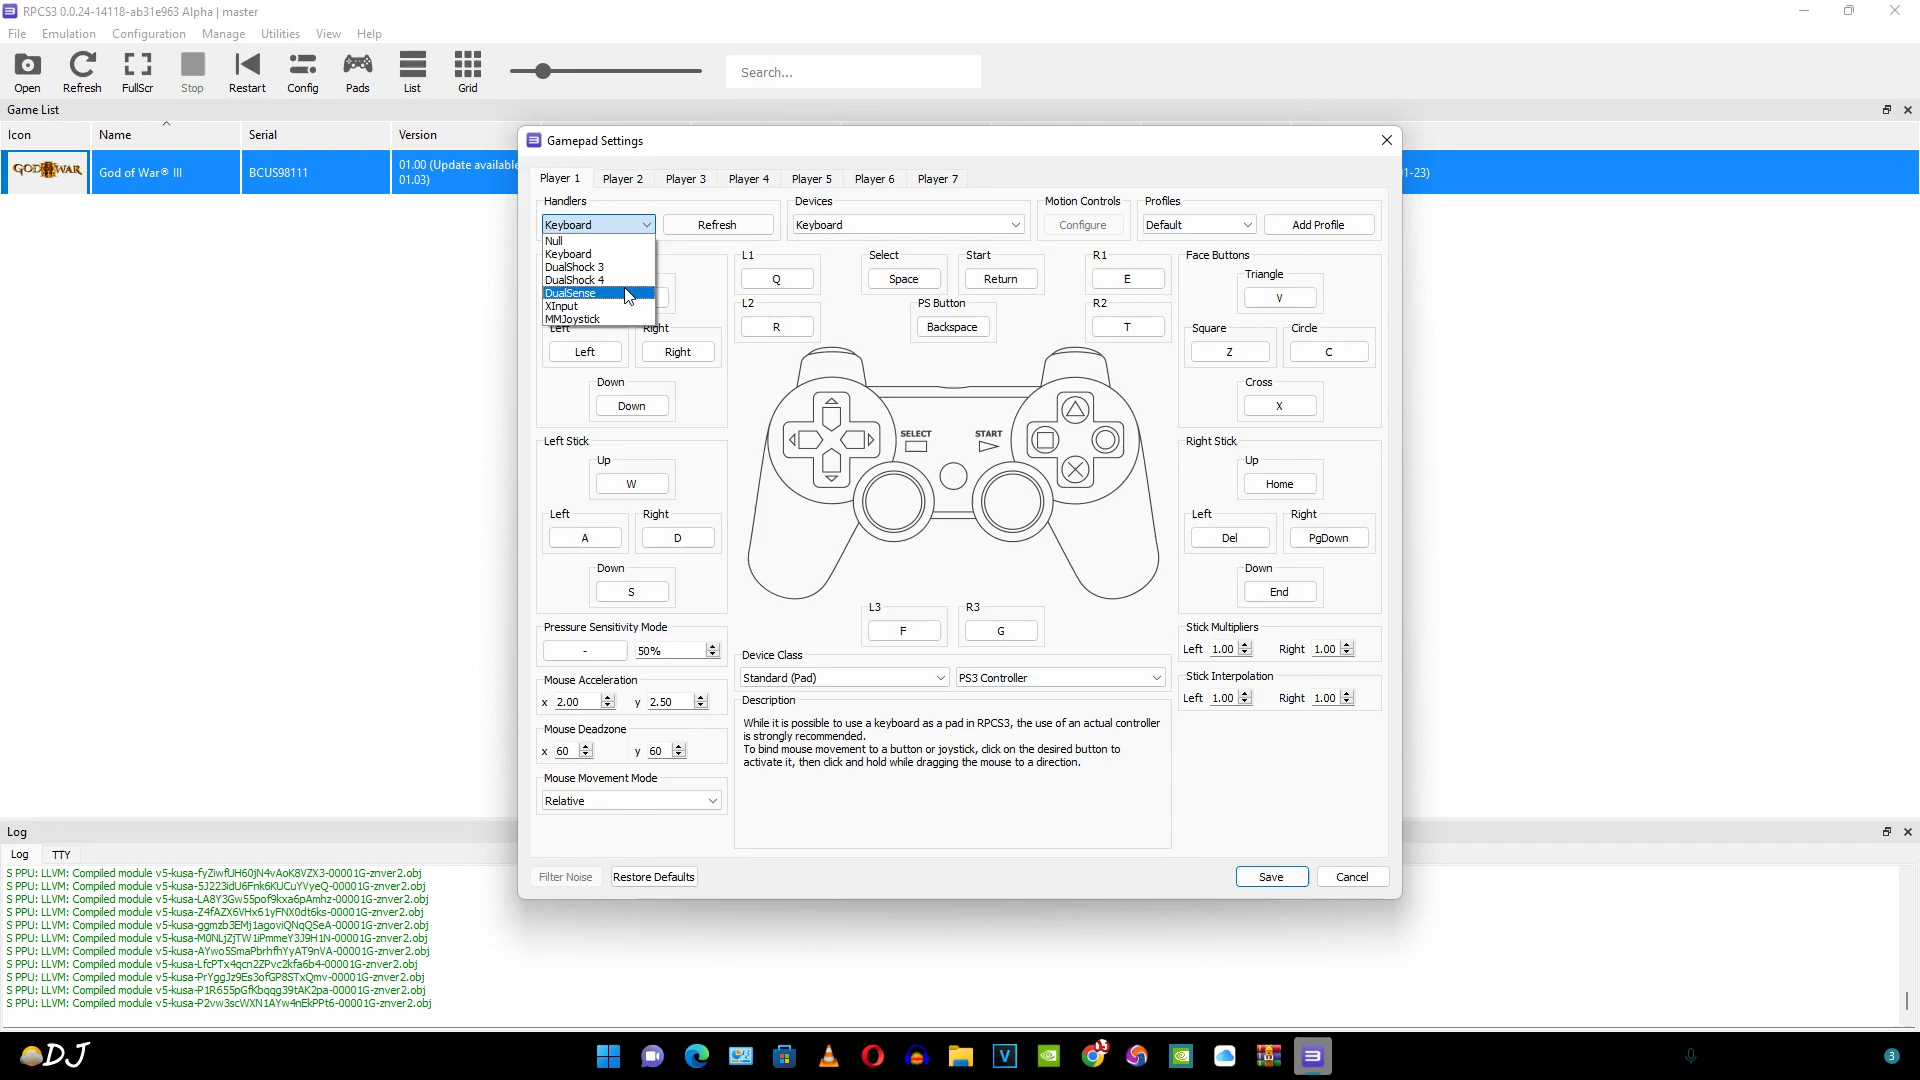 RPCS3 0.0.24-14118-ab31e963 Alpha | master
File Emulation Configuration Manage Utilities View Help
Open Refresh FullScr Stop Restart Config Pads List Grid Search...
Game List
Icon Name Serial Version
GOD OF WAR God of War® III BCUS98111 01.00 (Update available
01.03)
1-23)
Gamepad Settings
Player 1 Player 2 Player 3 Player 4 Player 5 Player 6 Player 7
Handlers Devices Motion Controls Profiles
Keyboard Refresh Keyboard Configure Default Add Profile
Null
Keyboard
DualShock 3
DualShock 4
DualSense
XInput
MMJoystick
L1 Select Start R1 Face Buttons
Q Space Return E Triangle
V
L2 PS Button R2
R Backspace T
Left Right Square Circle
Left Right Z C
Down Cross
Down X
SELECT START
Left Stick Right Stick
Up Up
W Home
Left Right Left Right
A D Del PgDown
Down Down
S End
L3 R3
F G
Pressure Sensitivity Mode Stick Multipliers
- 50% Left 1.00 Right 1.00
Device Class
Standard (Pad) PS3 Controller
Mouse Acceleration Stick Interpolation
x 2.00 y 2.50 Left 1.00 Right 1.00
Description
While it is possible to use a keyboard as a pad in RPCS3, the use of an actual controller
is strongly recommended.
To bind mouse movement to a button or joystick, click on the desired button to
activate it, then click and hold while dragging the mouse to a direction.
Mouse Deadzone
x 60 y 60
Mouse Movement Mode
Relative
Filter Noise Restore Defaults Save Cancel
Log
Log TTY
S PPU: LLVM: Compiled module v5-kusa-fyZiwfUH60jN4vAoK8VZX3-00001G-znver2.obj
S PPU: LLVM: Compiled module v5-kusa-5J223idU6Fnk6KUCuYVyeQ-00001G-znver2.obj
S PPU: LLVM: Compiled module v5-kusa-LA8Y3Gw55pof9kxa6pAmhz-00001G-znver2.obj
S PPU: LLVM: Compiled module v5-kusa-Z4fAZX6VHx61yFNX0dt6ks-00001G-znver2.obj
S PPU: LLVM: Compiled module v5-kusa-ggmzb3EMj1agoviQNqQSeA-00001G-znver2.obj
S PPU: LLVM: Compiled module v5-kusa-M0NLjZjTW1iPmmeY3J9H1N-00001G-znver2.obj
S PPU: LLVM: Compiled module v5-kusa-AYwo5SmaPbrhfhYyAT9nVA-00001G-znver2.obj
S PPU: LLVM: Compiled module v5-kusa-LfcPTx4qcn2ZPvc2kfa6b4-00001G-znver2.obj
S PPU: LLVM: Compiled module v5-kusa-PrYggJz9Es3ofGP8STxQmv-00001G-znver2.obj
S PPU: LLVM: Compiled module v5-kusa-P1R655pGfKbqqg39tAK2pa-00001G-znver2.obj
S PPU: LLVM: Compiled module v5-kusa-P2vw3scWXN1AYw4nEkPPt6-00001G-znver2.obj
DJ V 3